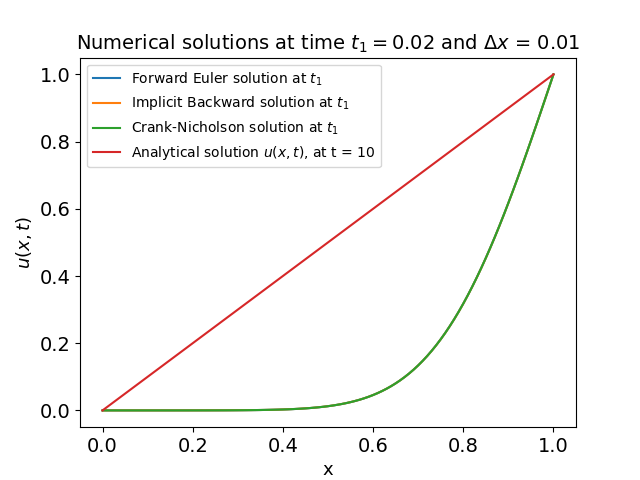 Numerical solutions at time $t_1 = 0.02$ and $\Delta x$ = 0.01
Forward Euler solution at $t_1$
Implicit Backward solution at $t_1$
Crank-Nicholson solution at $t_1$
Analytical solution $u(x, t)$, at t = 10
1.0
0.8
0.6
0.4
0.2
0.0
$u(x, t)$
0.0 0.2 0.4 0.6 0.8 1.0
x